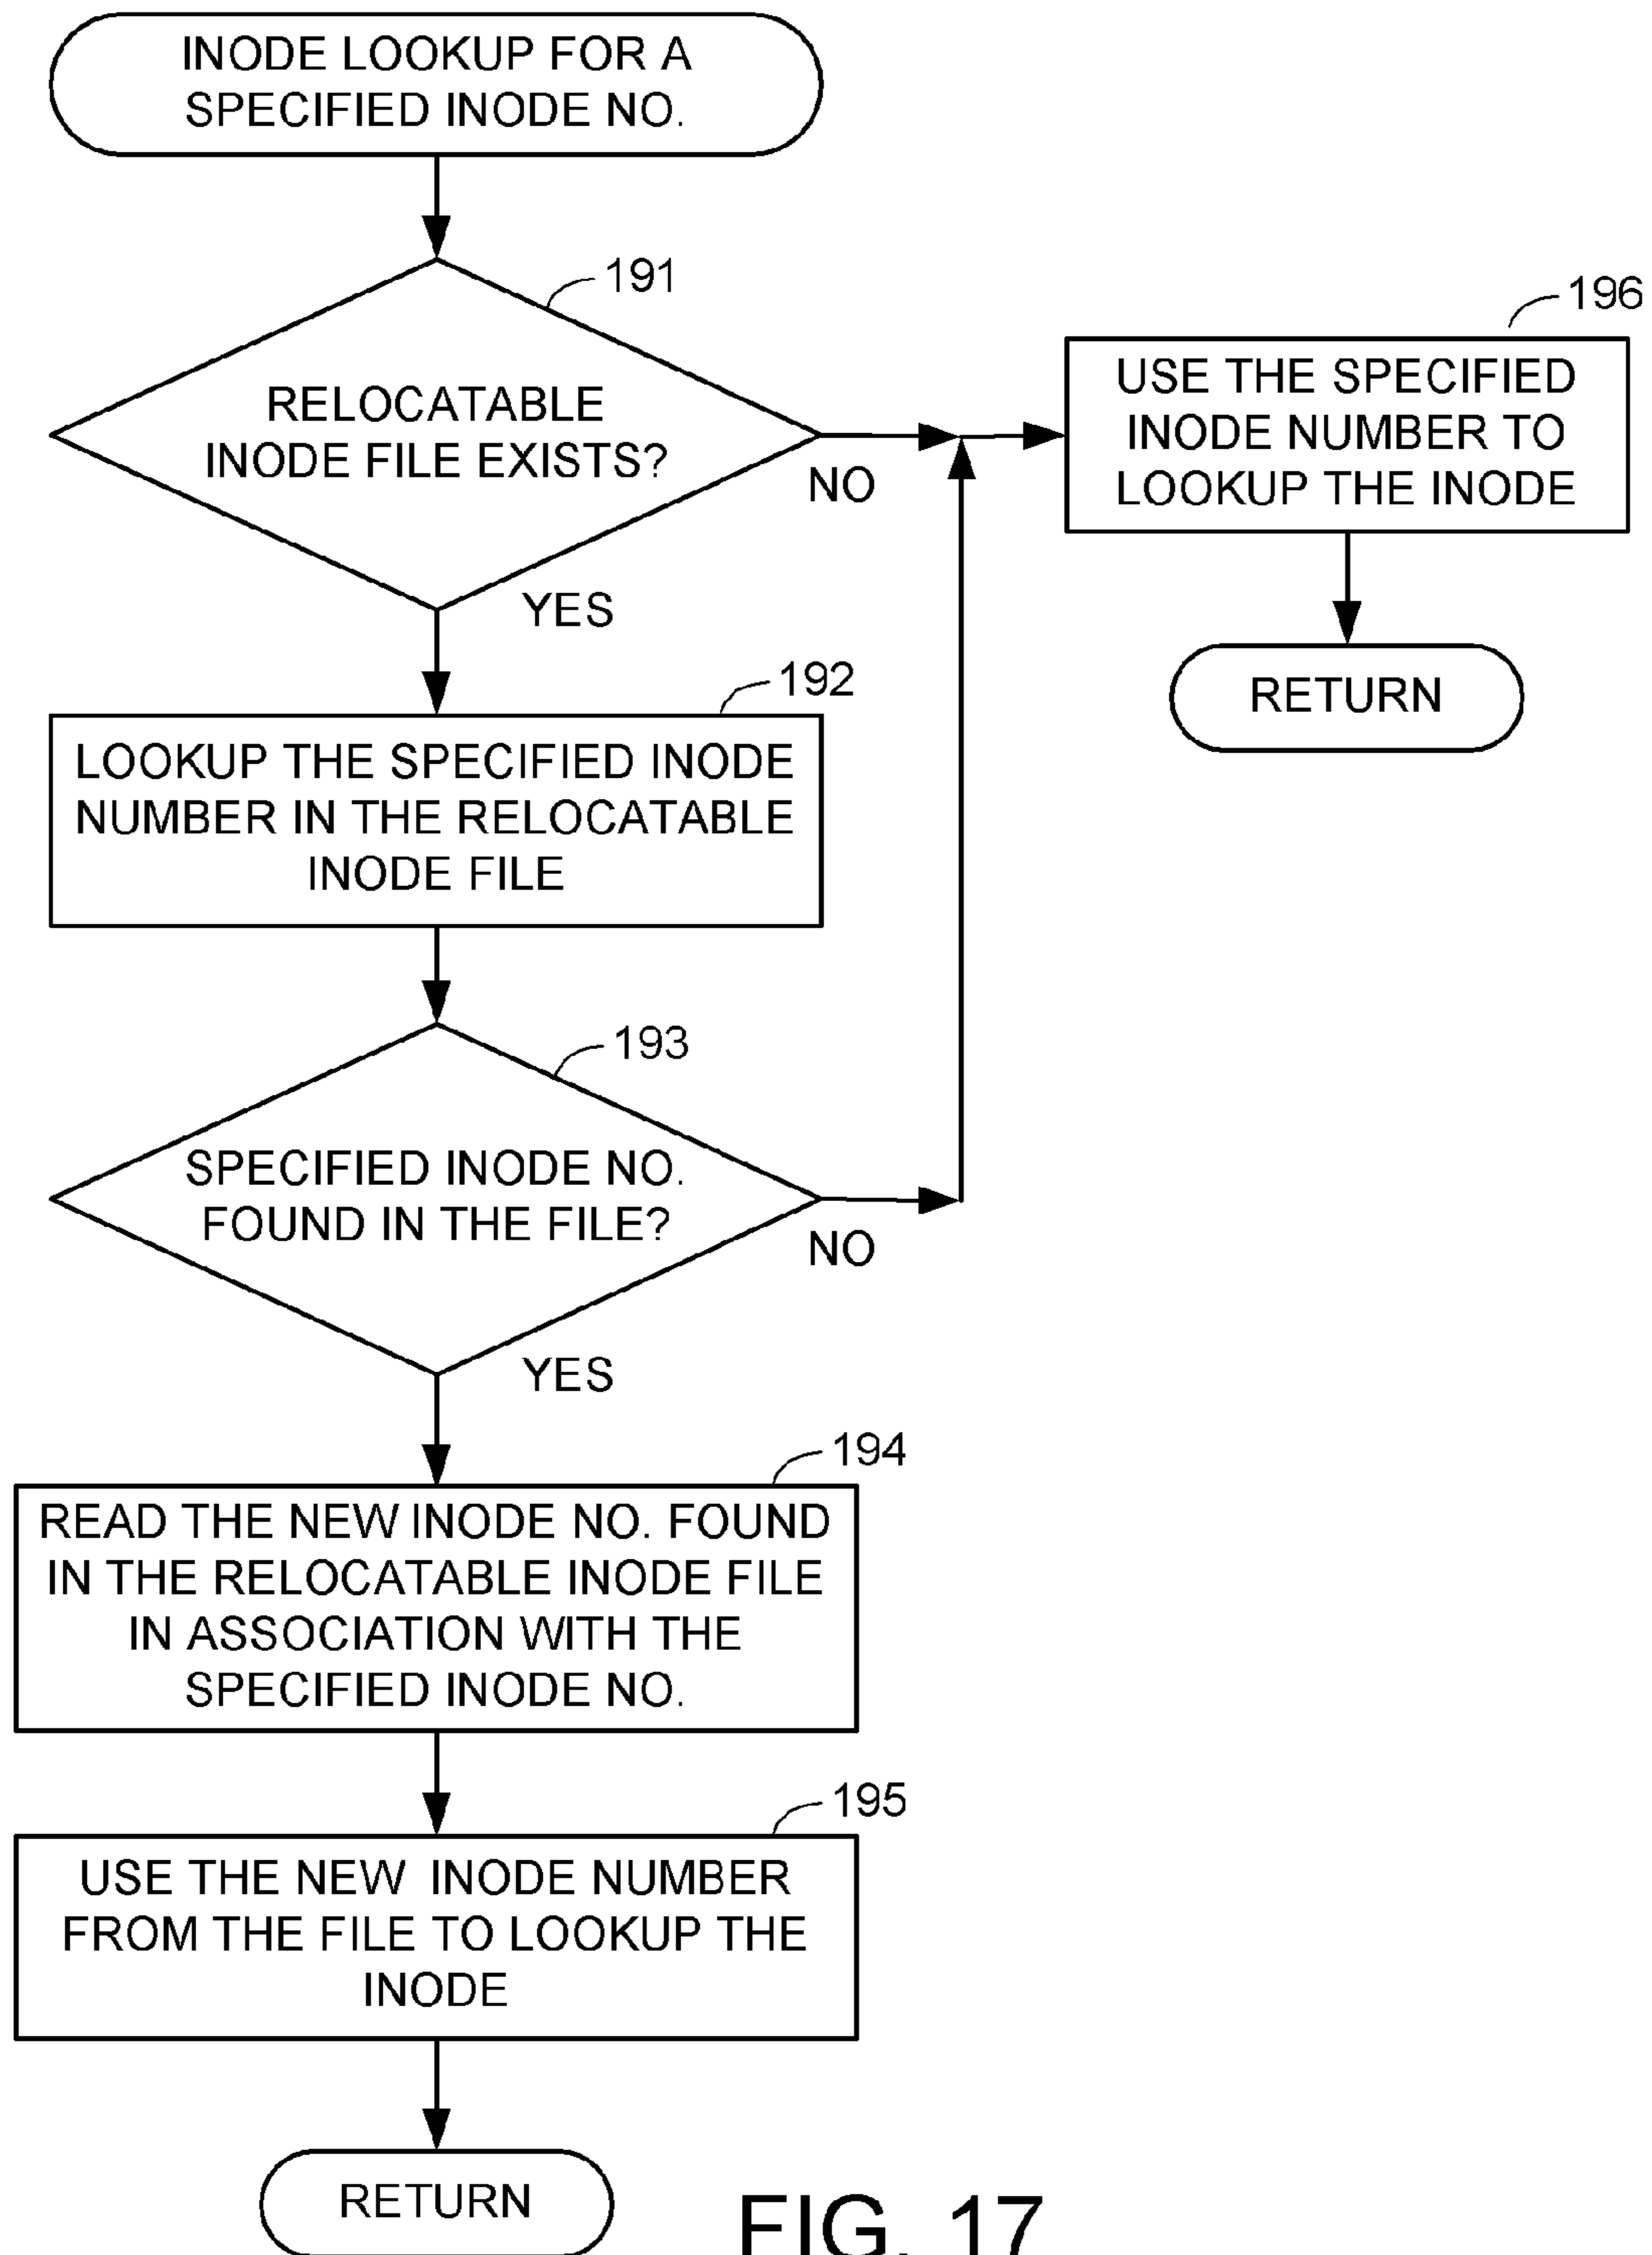 INODE LOOKUP FOR A
SPECIFIED INODE NO.
191
RELOCATABLE
INODE FILE EXISTS?
NO
YES
196
USE THE SPECIFIED
INODE NUMBER TO
LOOKUP THE INODE
RETURN
192
LOOKUP THE SPECIFIED INODE
NUMBER IN THE RELOCATABLE
INODE FILE
193
SPECIFIED INODE NO.
FOUND IN THE FILE?
NO
YES
194
READ THE NEW INODE NO. FOUND
IN THE RELOCATABLE INODE FILE
IN ASSOCIATION WITH THE
SPECIFIED INODE NO.
195
USE THE NEW INODE NUMBER
FROM THE FILE TO LOOKUP THE
INODE
RETURN
FIG. 17